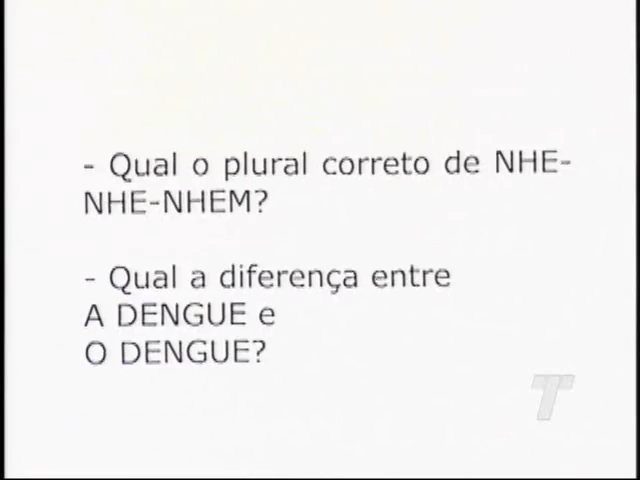 - Qual o plural correto de NHE-
NHE-NHEM?
- Qual a diferença entre
A DENGUE e
O DENGUE?
T